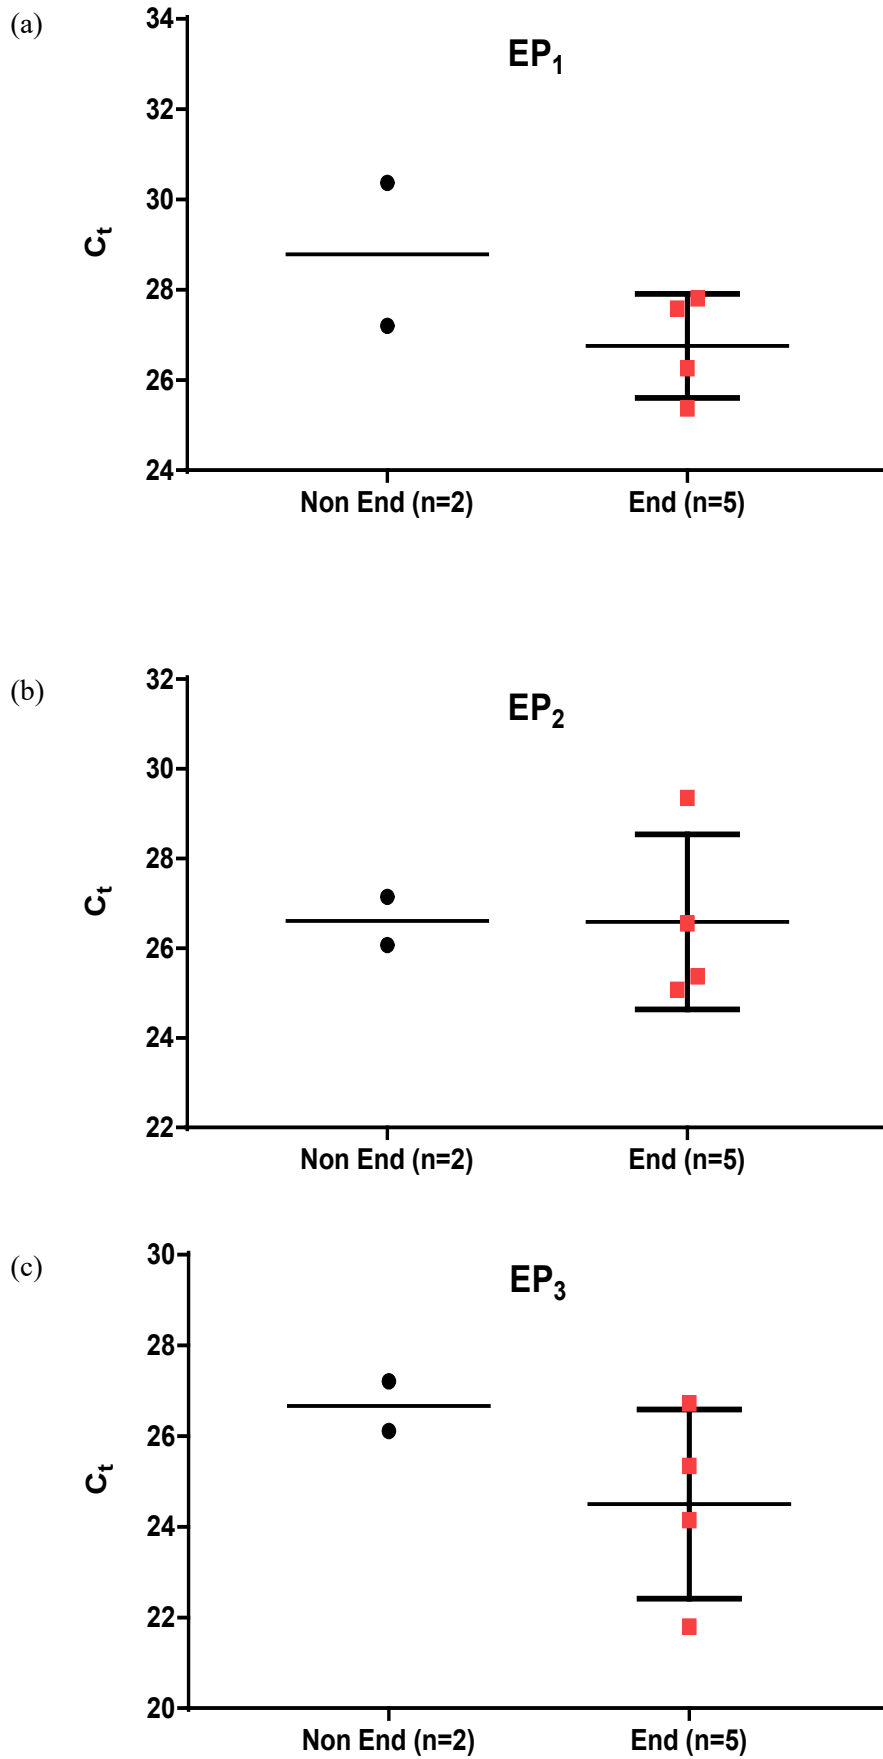 (a)
EP₁
34
32
30
28
26
24
Cₜ
Non End (n=2) End (n=5)
(b)
EP₂
32
30
28
26
24
22
Cₜ
Non End (n=2) End (n=5)
(c)
EP₃
30
28
26
24
22
20
Cₜ
Non End (n=2) End (n=5)